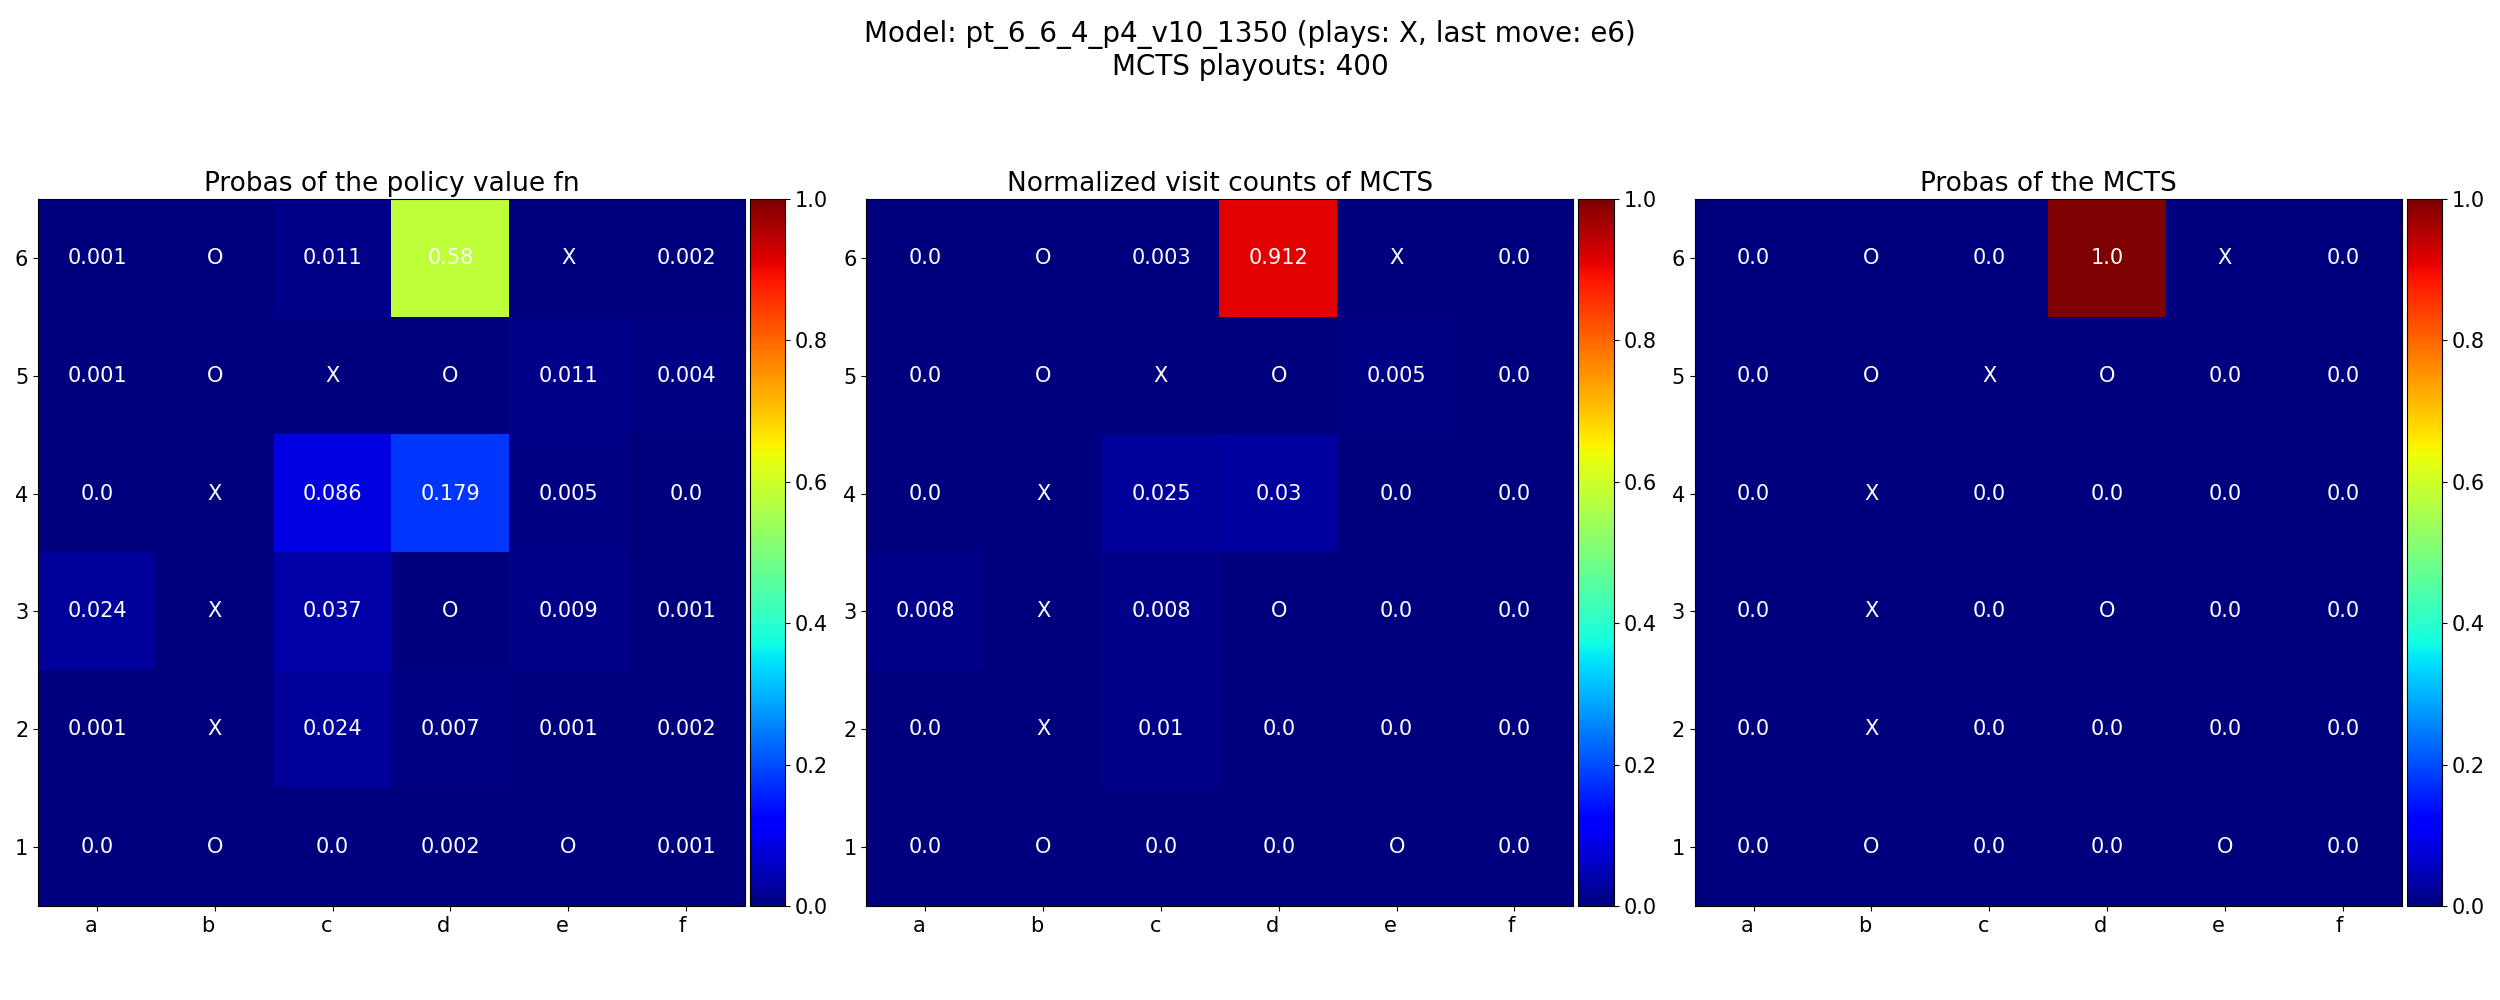 Model: pt_6_6_4_p4_v10_1350 (plays: X, last move: e6)
MCTS playouts: 400
Probas of the policy value fn
6 0.001 O 0.011 0.58 X 0.002
5 0.001 O X O 0.011 0.004
4 0.0 X 0.086 0.179 0.005 0.0
3 0.024 X 0.037 O 0.009 0.001
2 0.001 X 0.024 0.007 0.001 0.002
1 0.0 O 0.0 0.002 O 0.001
a b c d e f
1.0
0.8
0.6
0.4
0.2
0.0
Normalized visit counts of MCTS
6 0.0 O 0.003 0.912 X 0.0
5 0.0 O X O 0.005 0.0
4 0.0 X 0.025 0.03 0.0 0.0
3 0.008 X 0.008 O 0.0 0.0
2 0.0 X 0.01 0.0 0.0 0.0
1 0.0 O 0.0 0.0 O 0.0
a b c d e f
1.0
0.8
0.6
0.4
0.2
0.0
Probas of the MCTS
6 0.0 O 0.0 1.0 X 0.0
5 0.0 O X O 0.0 0.0
4 0.0 X 0.0 0.0 0.0 0.0
3 0.0 X 0.0 O 0.0 0.0
2 0.0 X 0.0 0.0 0.0 0.0
1 0.0 O 0.0 0.0 O 0.0
a b c d e f
1.0
0.8
0.6
0.4
0.2
0.0